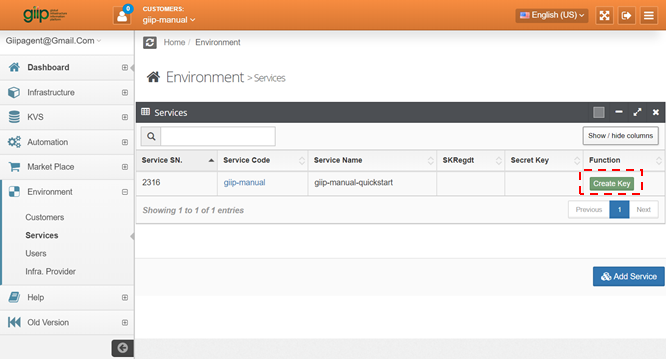 giip
0
CUSTOMERS:
giip-manual
English (US)
Giipagent@Gmail.Com
Home / Environment
Dashboard
Infrastructure
KVS
Automation
Market Place
Environment
Customers
Services
Users
Infra. Provider
Help
Old Version
Environment > Services
Services
Show / hide columns
Service SN. Service Code Service Name SKRegdt Secret Key Function
2316 giip-manual giip-manual-quickstart Create Key
Showing 1 to 1 of 1 entries
Previous 1 Next
Add Service